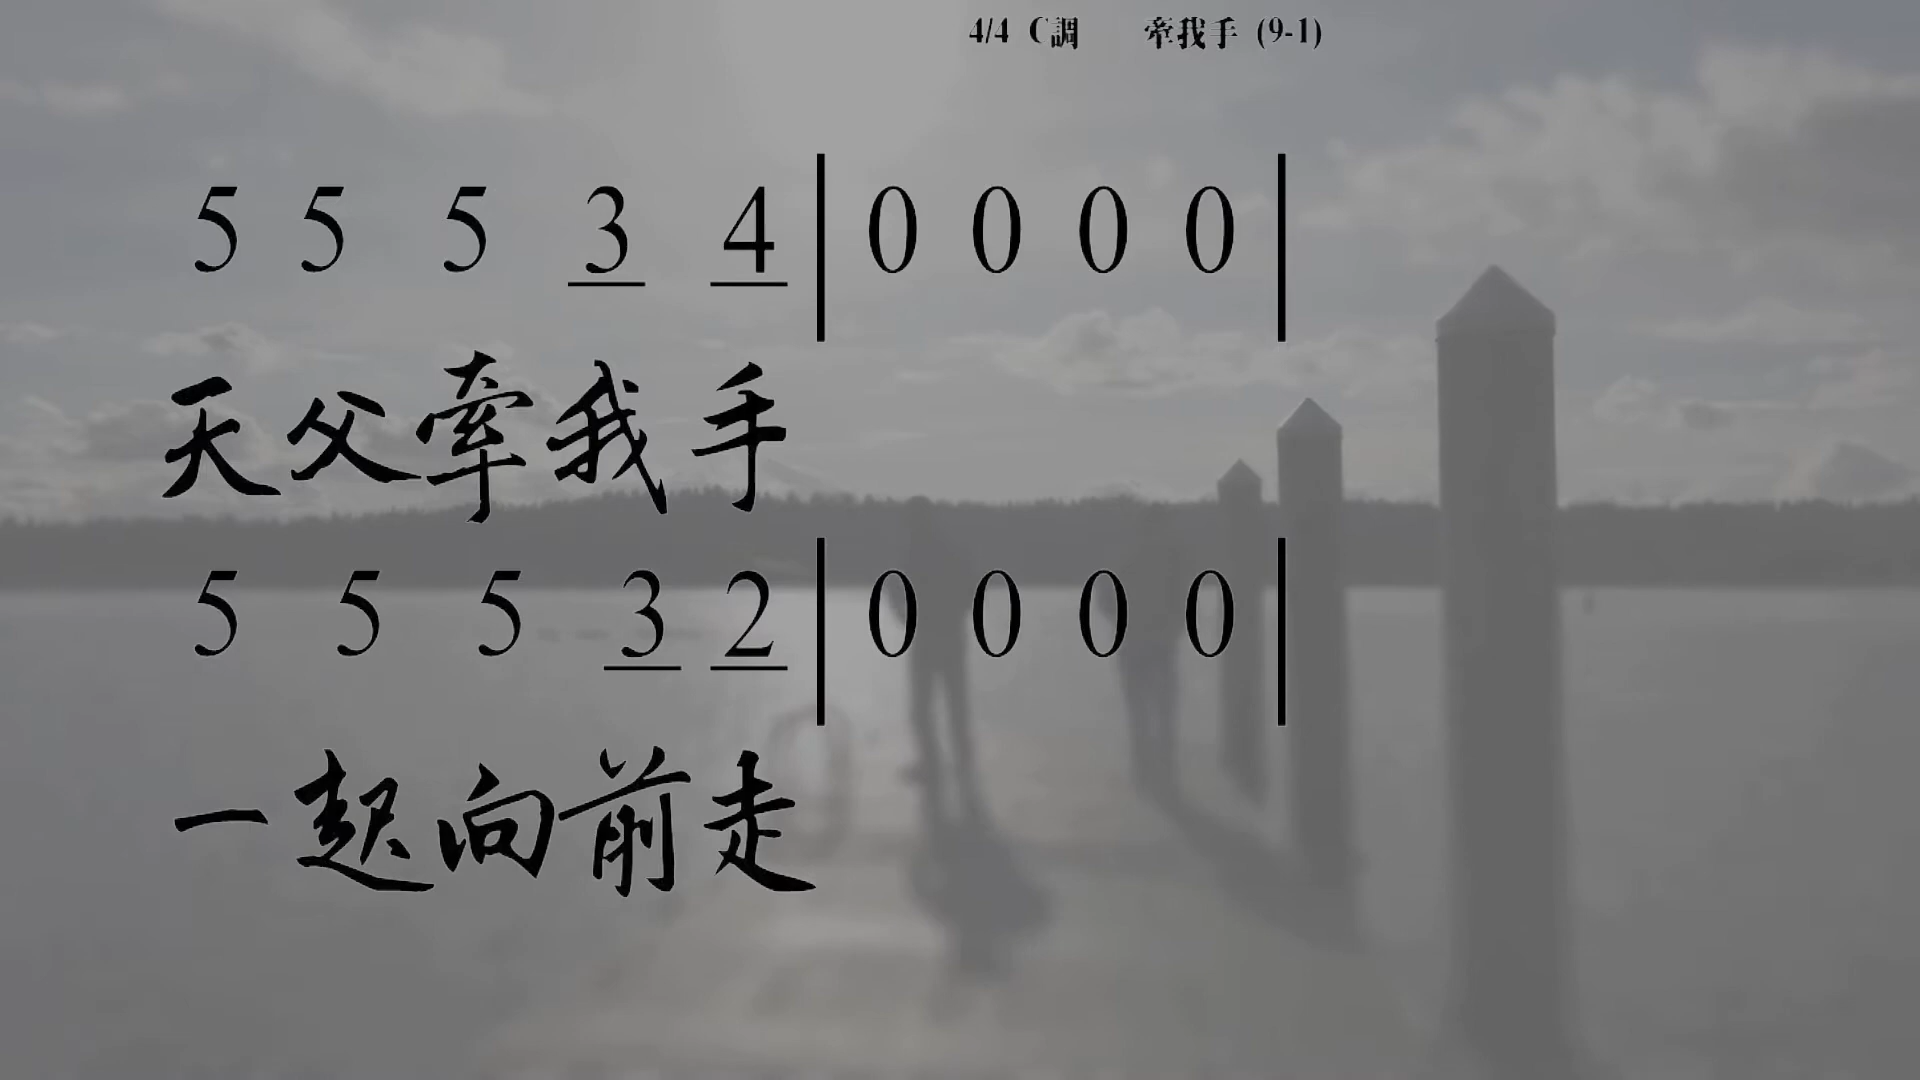 4/4 C調 牽我手 (9-1)
5 5 5 3 4 | 0 0 0 0 |
天父牽我手
5 5 5 3 2 | 0 0 0 0 |
一起向前走